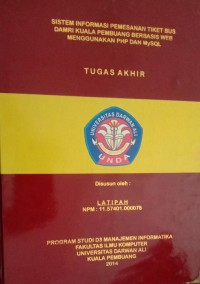 SISTEM INFORMASI PEMESANAN TIKET BUS
DAMRI KUALA PEMBUANG BERBASIS WEB
MENGGUNAKAN PHP DAN MySQL
TUGAS AKHIR
UNIVERSITAS DARWAN ALI
UNDA
Disusun oleh :
LATIFAH
NPM : 11.57401.000076
PROGRAM STUDI D3 MANAJEMEN INFORMATIKA
FAKULTAS ILMU KOMPUTER
UNIVERSITAS DARWAN ALI
KUALA PEMBUANG
2014